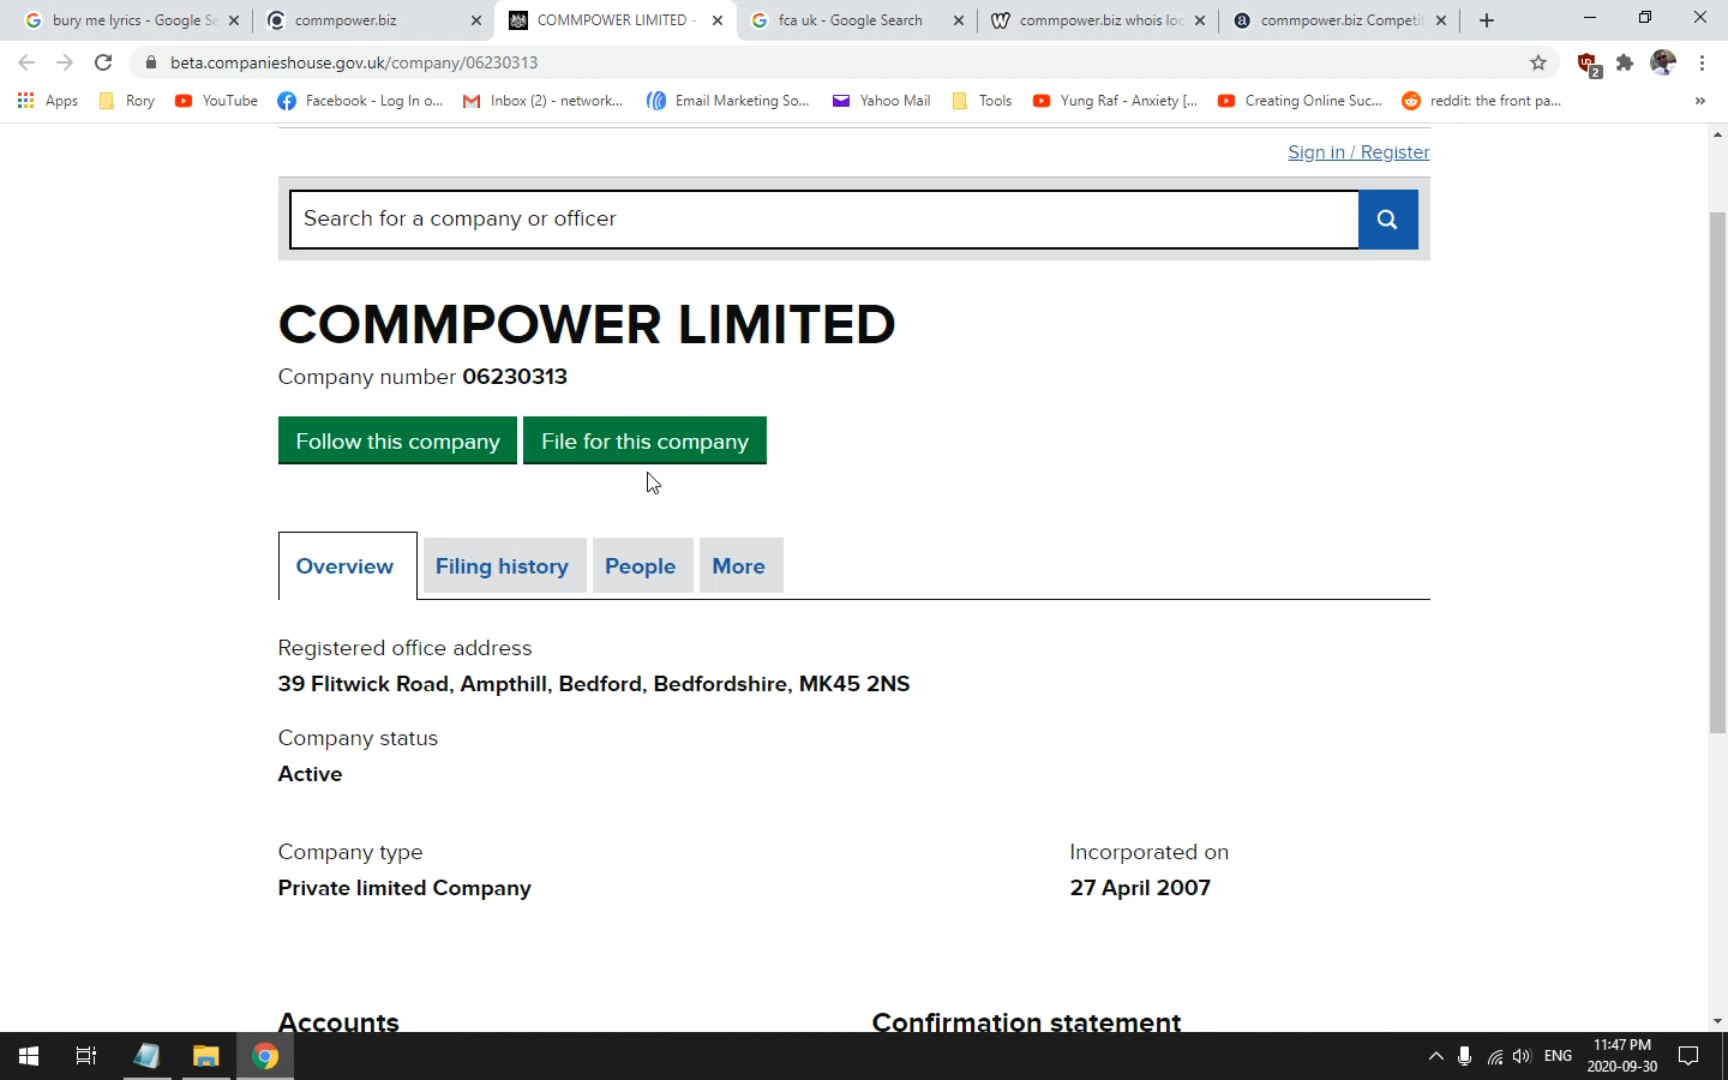 bury me lyrics - Google Se
commpower.biz
COMMPOWER LIMITED -
fca uk - Google Search
commpower.biz whois loo
commpower.biz Competit
beta.companieshouse.gov.uk/company/06230313
2
Apps
Rory
YouTube
Facebook - Log In o...
Inbox (2) - network...
Email Marketing So...
Yahoo Mail
Tools
Yung Raf - Anxiety [...
Creating Online Suc...
reddit: the front pa...
»
Sign in / Register
Search for a company or officer
COMMPOWER LIMITED
Company number 06230313
Follow this company
File for this company
Overview
Filing history
People
More
Registered office address
39 Flitwick Road, Ampthill, Bedford, Bedfordshire, MK45 2NS
Company status
Active
Company type
Incorporated on
Private limited Company
27 April 2007
Accounts
Confirmation statement
ENG
11:47 PM
2020-09-30